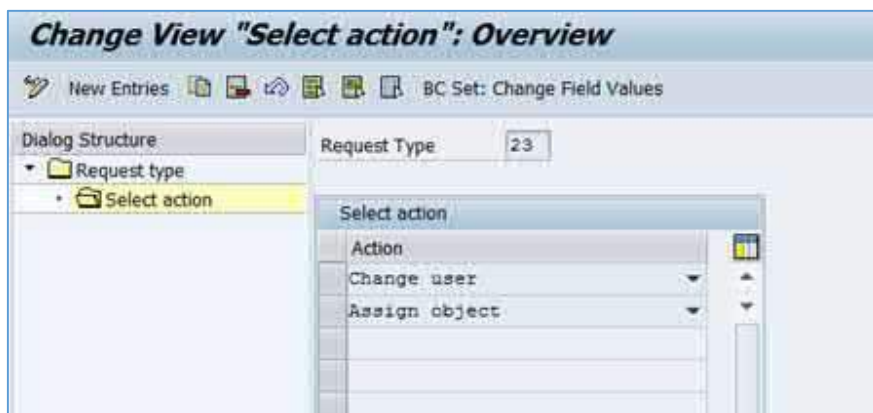 Change View "Select action": Overview
New Entries BC Set: Change Field Values
Dialog Structure
Request type
Select action
Request Type 23
Select action
Action
Change user
Assign object